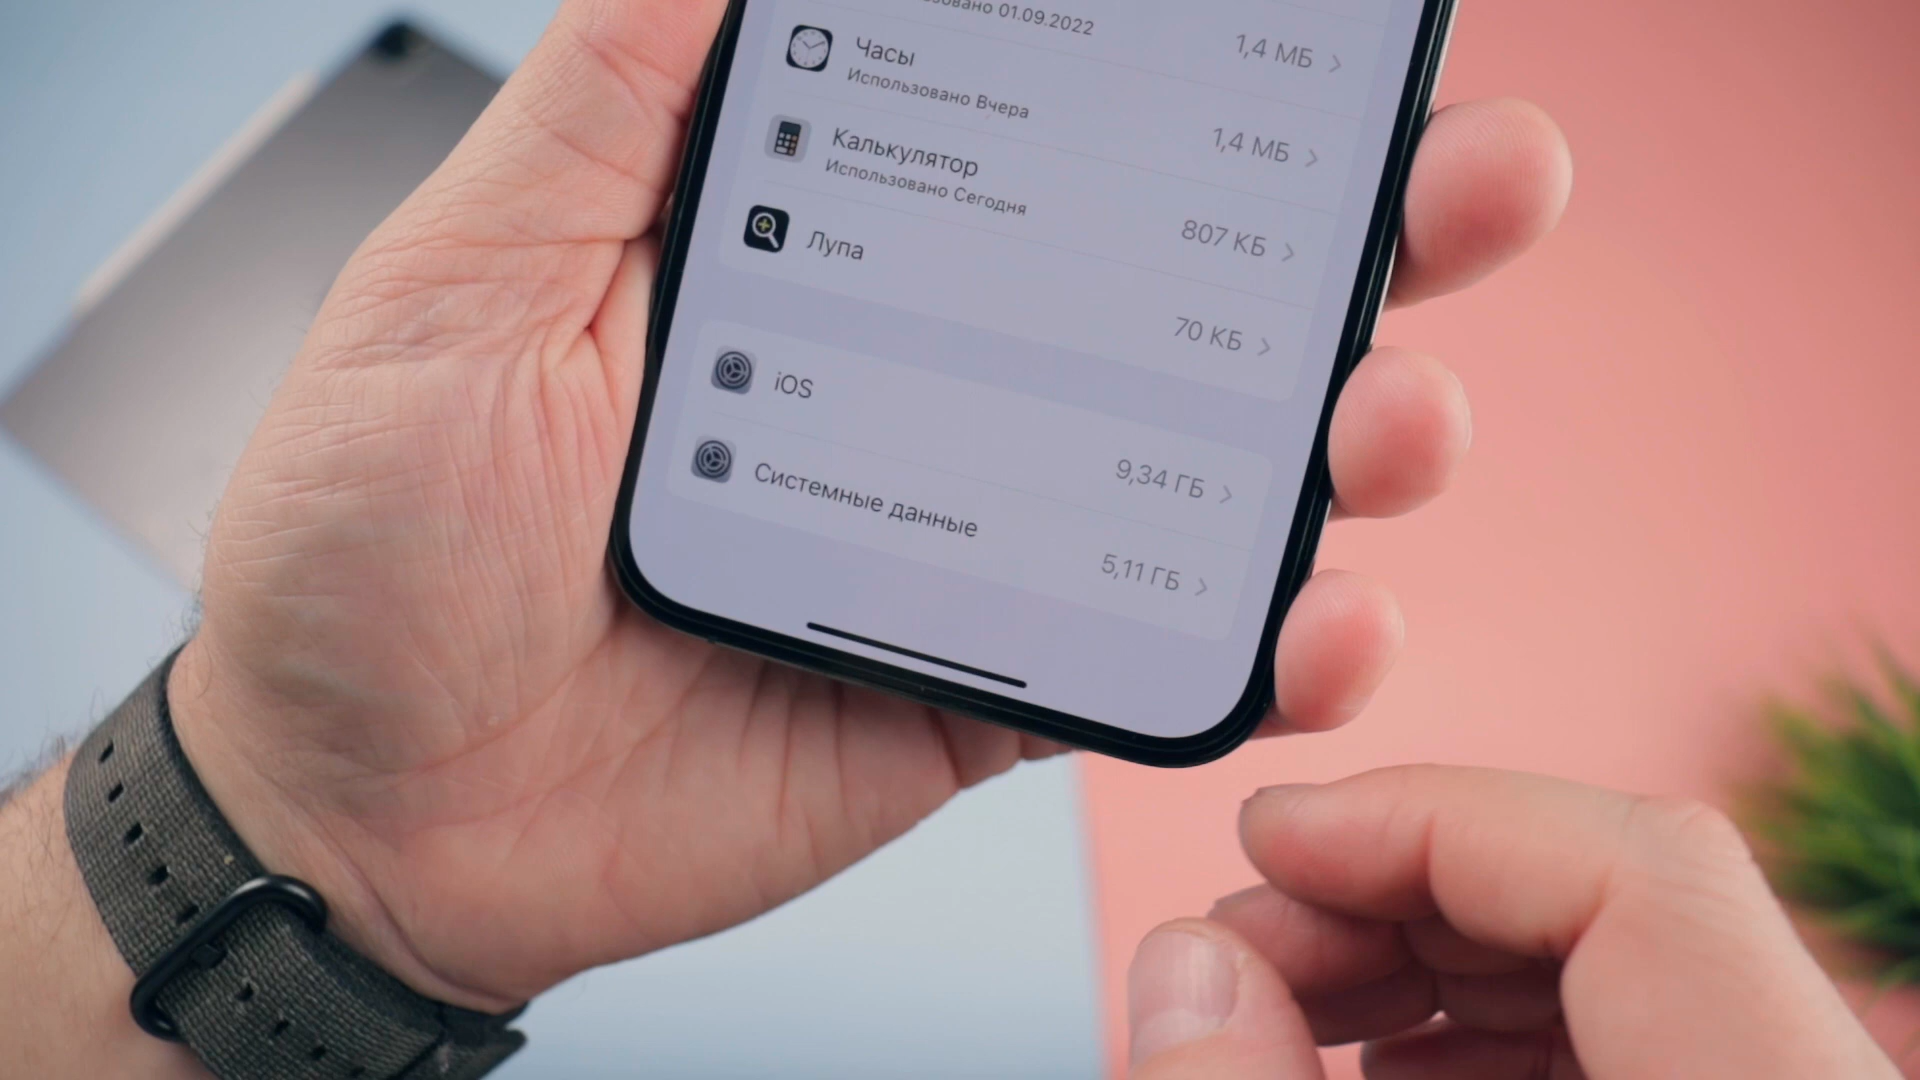 01.09.2022
1,4 МБ
Часы
Использовано Вчера
1,4 МБ
Калькулятор
Использовано Сегодня
807 КБ
Лупа
70 КБ
iOS
9,34 ГБ
Системные данные
5,11 ГБ